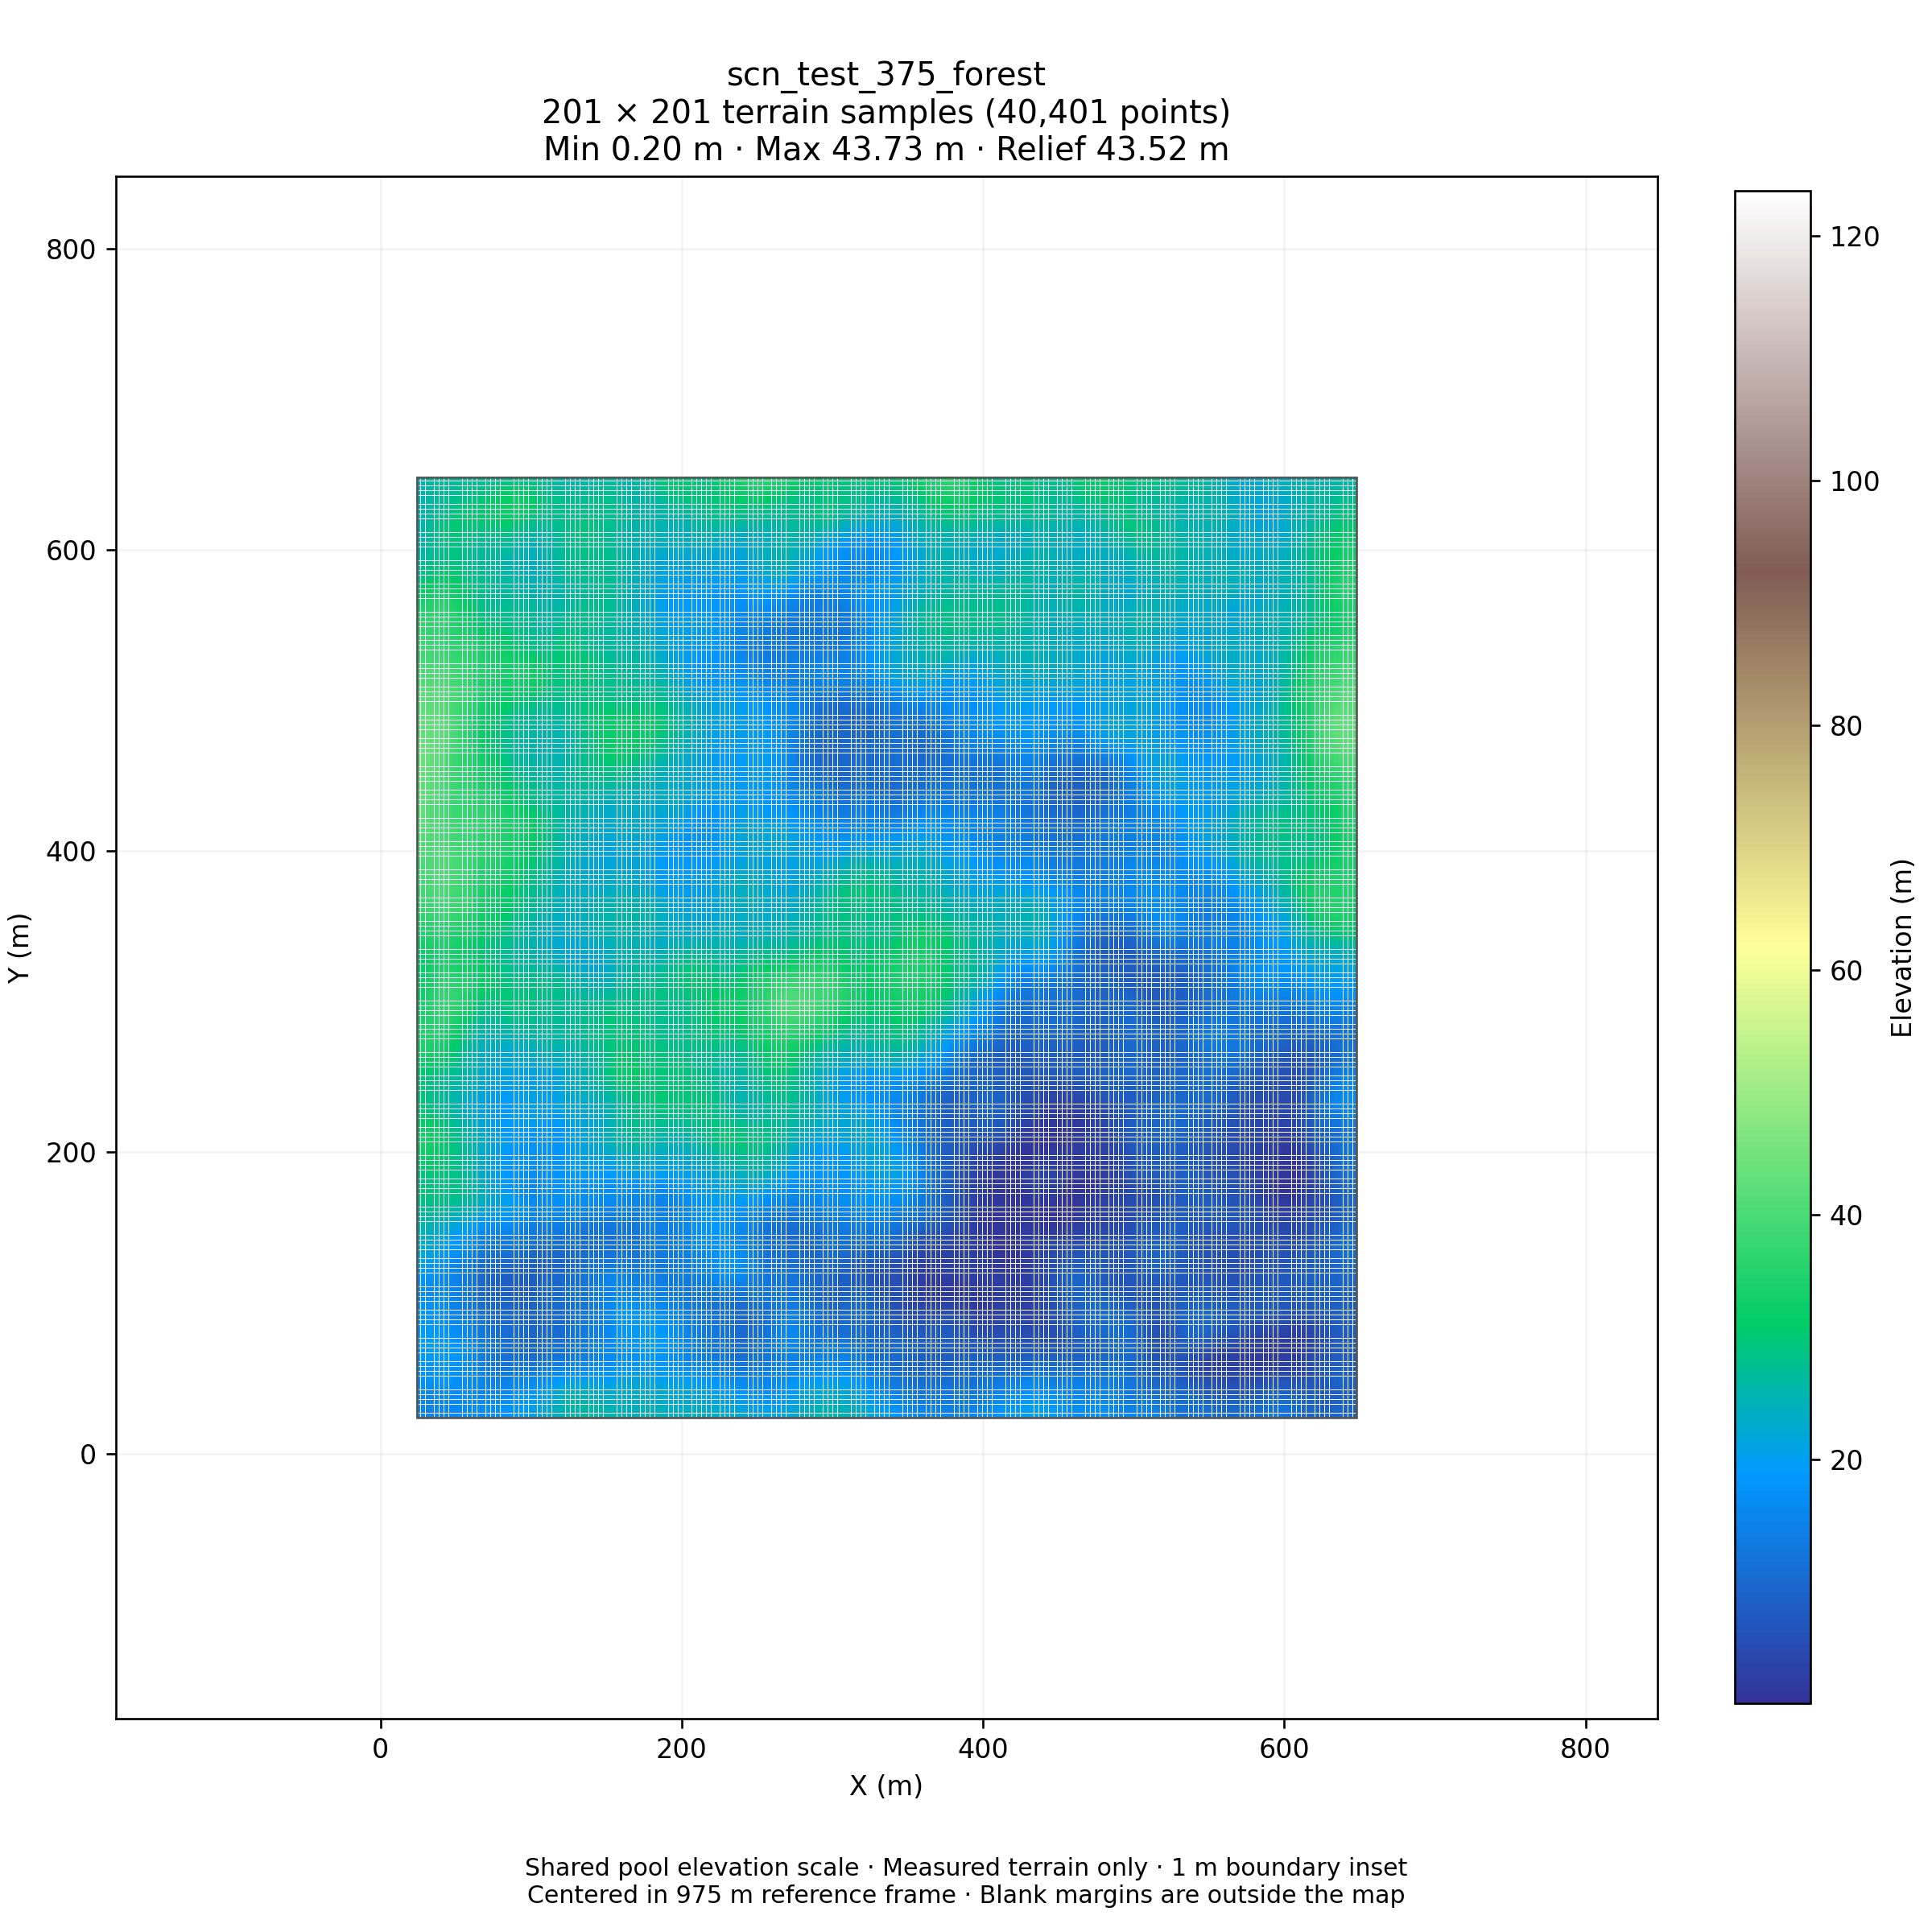 scn_test_375_forest
201 × 201 terrain samples (40,401 points)
Min 0.20 m · Max 43.73 m · Relief 43.52 m
800
600
400
200
0
Y (m)
0
200
400
600
800
X (m)
120
100
80
60
40
20
Elevation (m)
Shared pool elevation scale · Measured terrain only · 1 m boundary inset
Centered in 975 m reference frame · Blank margins are outside the map